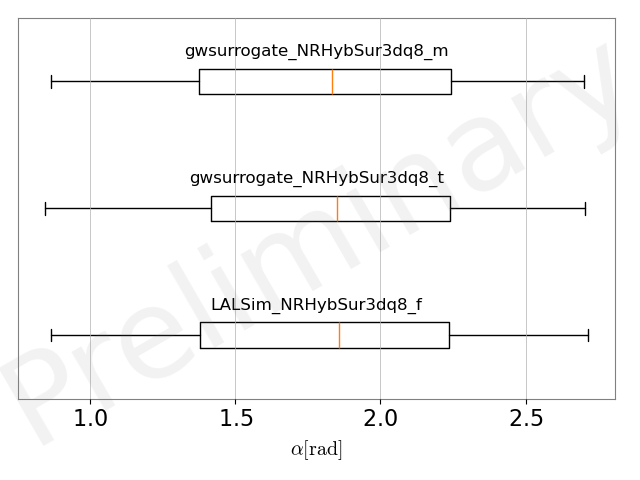 gwsurrogate_NRHybSur3dq8_m
gwsurrogate_NRHybSur3dq8_t
LALSim_NRHybSur3dq8_f
Preliminary
1.0 1.5 2.0 2.5
α[rad]